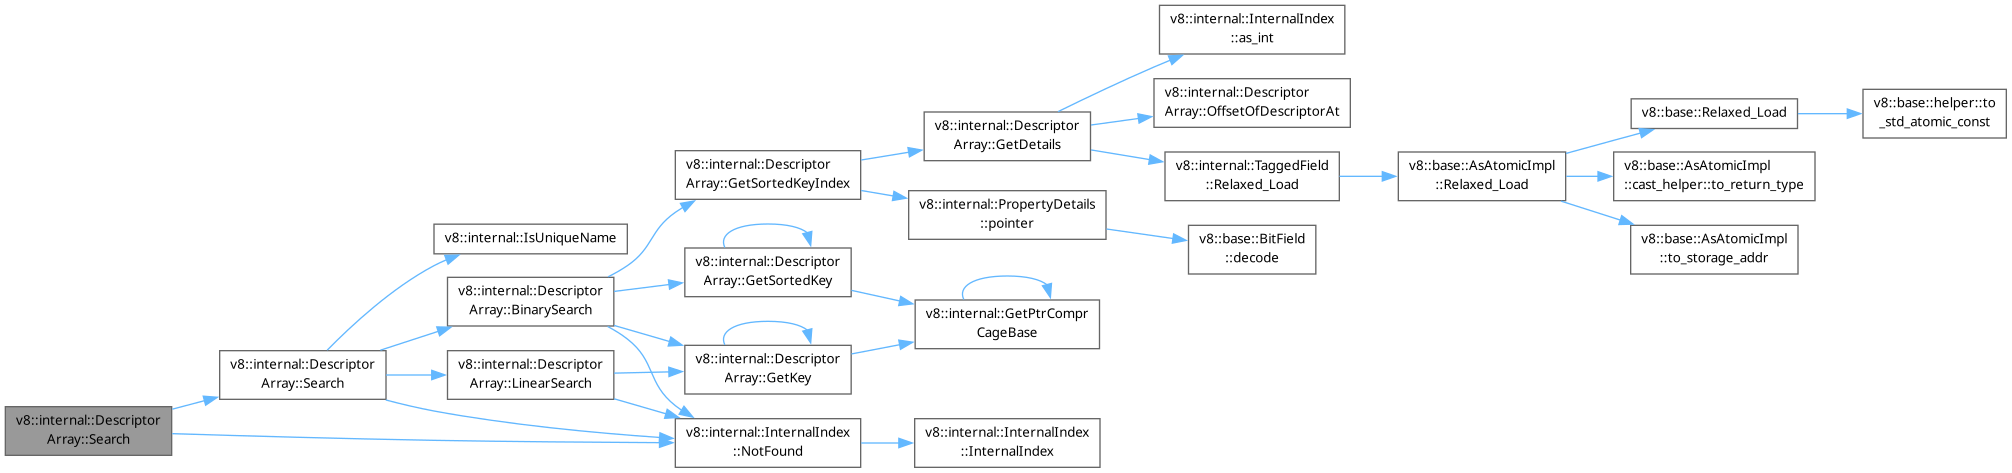 v8::internal::Descriptor
Array::Search
v8::internal::Descriptor
Array::Search
v8::internal::IsUniqueName
v8::internal::Descriptor
Array::BinarySearch
v8::internal::Descriptor
Array::LinearSearch
v8::internal::Descriptor
Array::GetSortedKeyIndex
v8::internal::Descriptor
Array::GetSortedKey
v8::internal::Descriptor
Array::GetKey
v8::internal::InternalIndex
::NotFound
v8::internal::Descriptor
Array::GetDetails
v8::internal::PropertyDetails
::pointer
v8::internal::GetPtrCompr
CageBase
v8::internal::InternalIndex
::InternalIndex
v8::internal::InternalIndex
::as_int
v8::internal::Descriptor
Array::OffsetOfDescriptorAt
v8::internal::TaggedField
::Relaxed_Load
v8::base::BitField
::decode
v8::base::AsAtomicImpl
::Relaxed_Load
v8::base::Relaxed_Load
v8::base::AsAtomicImpl
::cast_helper::to_return_type
v8::base::AsAtomicImpl
::to_storage_addr
v8::base::helper::to
_std_atomic_const